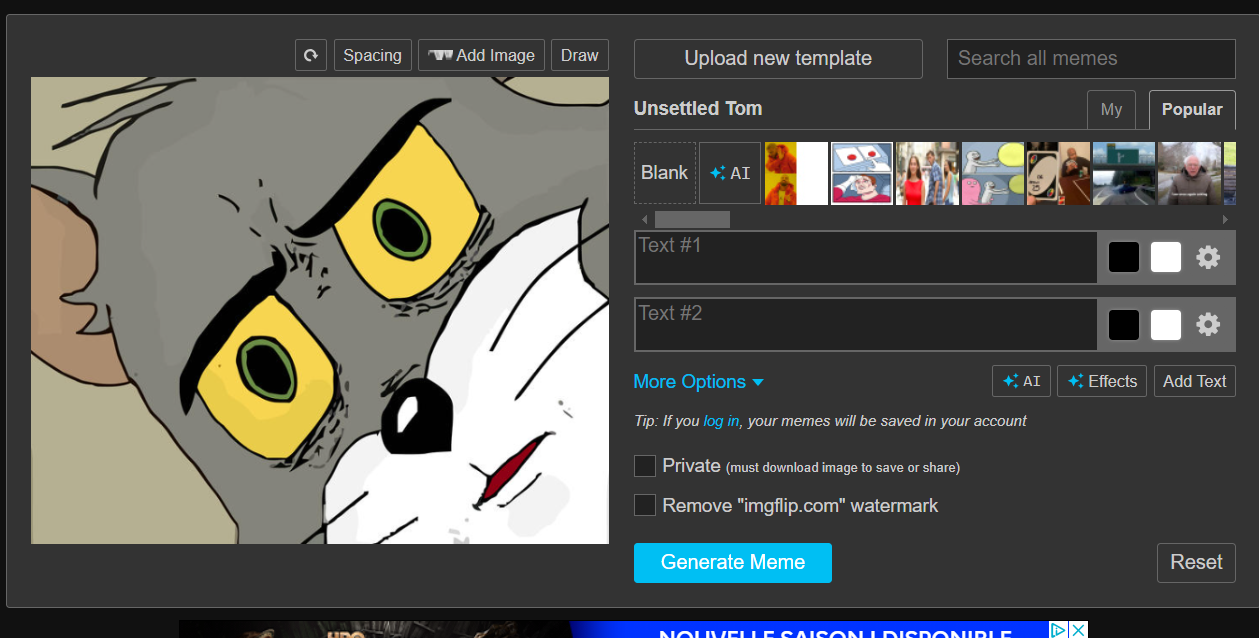 Spacing
Add Image
Draw
Upload new template
Search all memes
Unsettled Tom
My
Popular
Blank
AI
Text #1
Text #2
More Options
AI
Effects
Add Text
Tip: If you log in, your memes will be saved in your account
Private (must download image to save or share)
Remove "imgflip.com" watermark
Generate Meme
Reset
HBO
NOUVELLE SAISON | DISPONIBLE